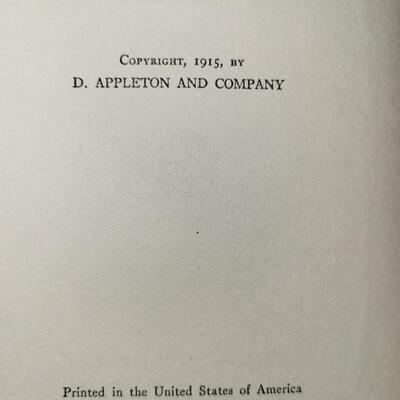 Copyright, 1915, by
D. APPLETON AND COMPANY
Printed in the United States of America